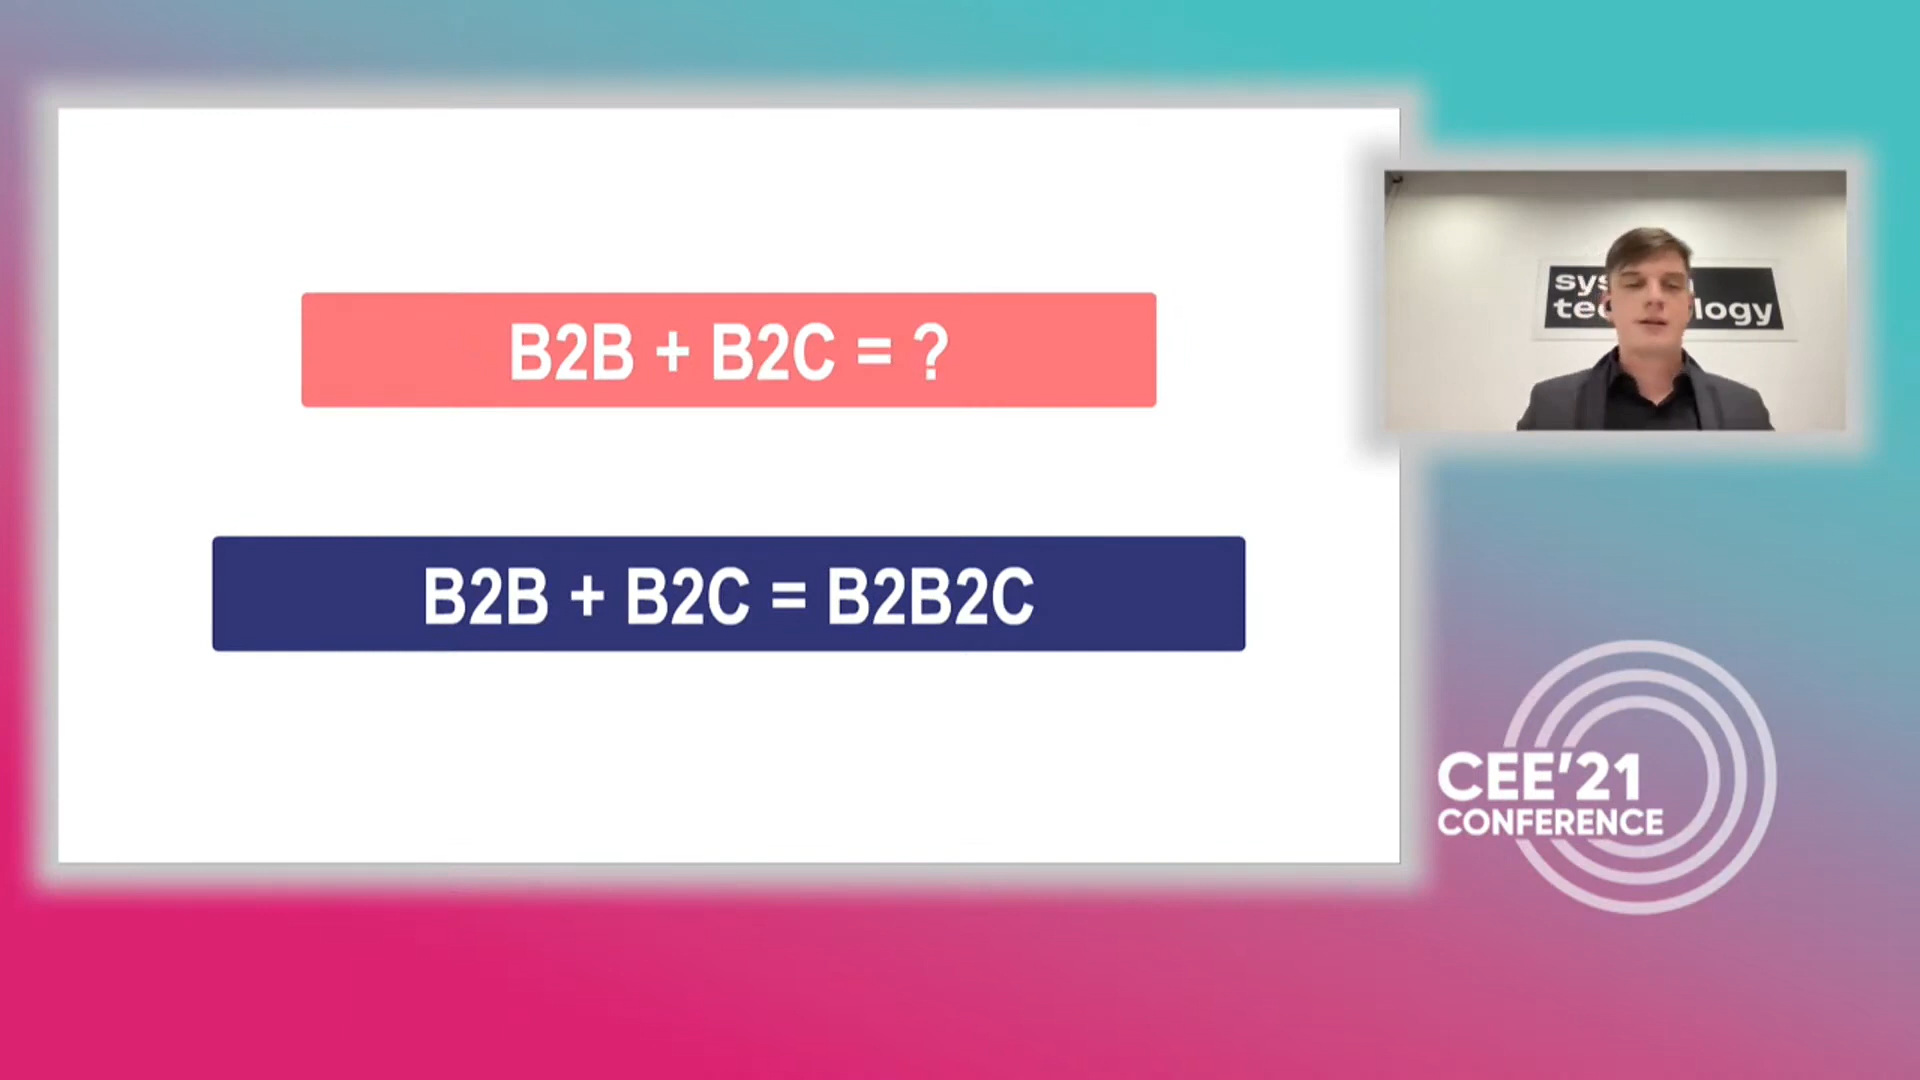 B2B + B2C = ?
B2B + B2C = B2B2C
CEE'21
CONFERENCE